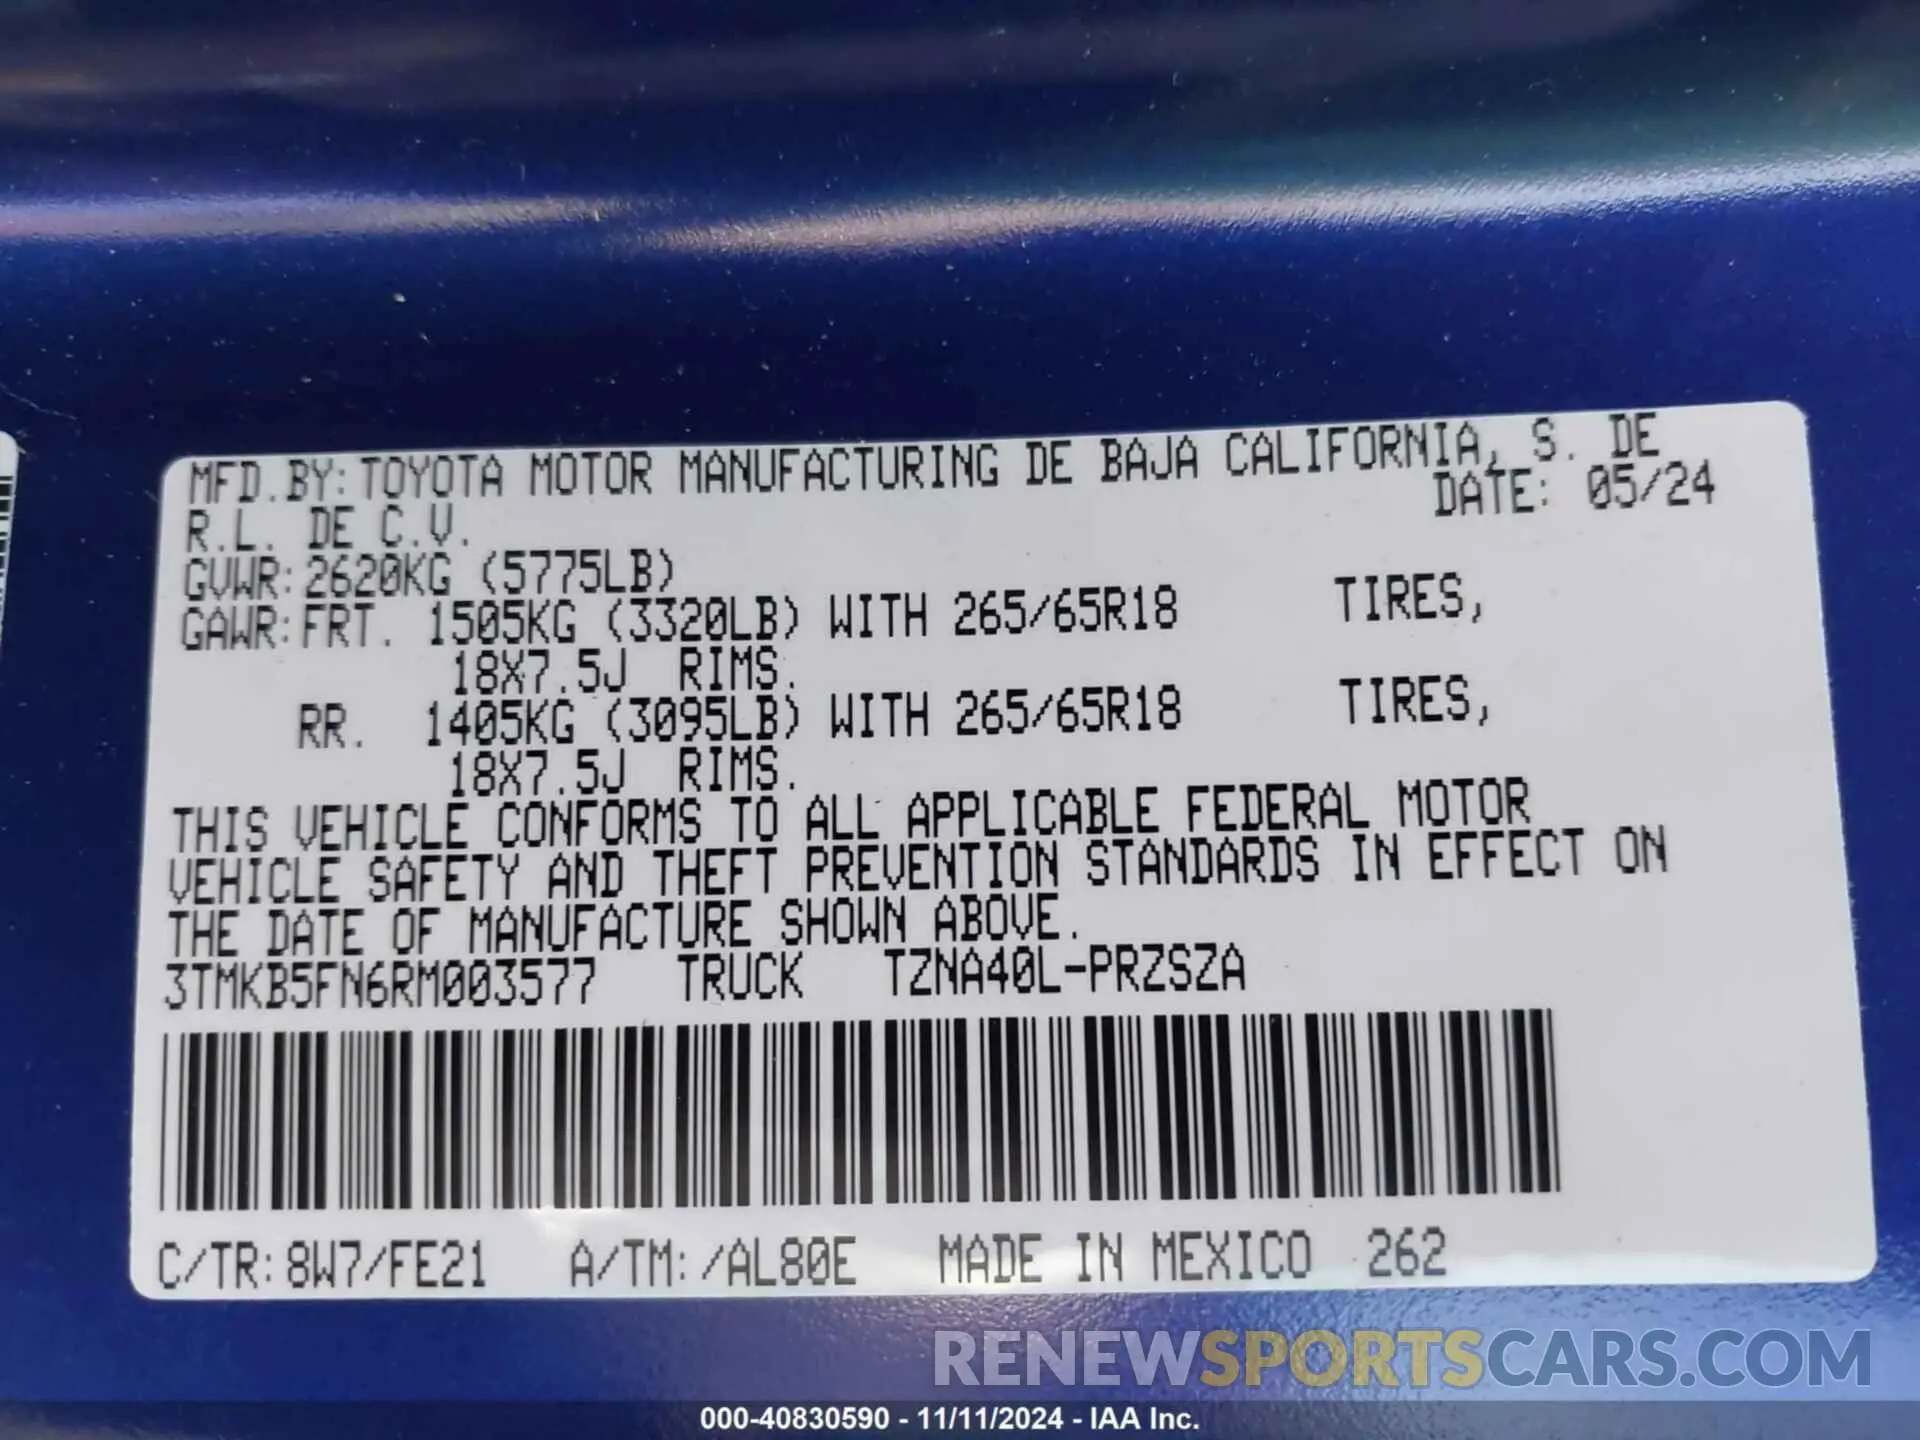 MFD.BY:TOYOTA MOTOR MANUFACTURING DE BAJA CALIFORNIA, S. DE
R.L. DE C.V. DATE: 05/24
GVWR:2620KG (5775LB)
GAWR:FRT. 1505KG (3320LB) WITH 265/65R18 TIRES,
18X7.5J RIMS.
RR. 1405KG (3095LB) WITH 265/65R18 TIRES,
18X7.5J RIMS.
THIS VEHICLE CONFORMS TO ALL APPLICABLE FEDERAL MOTOR
VEHICLE SAFETY AND THEFT PREVENTION STANDARDS IN EFFECT ON
THE DATE OF MANUFACTURE SHOWN ABOVE.
3TMKB5FN6RM003577 TRUCK TZNA40L-PRZSZA
C/TR:8W7/FE21 A/TM:/AL80E MADE IN MEXICO 262
RENEWSPORTSCARS.COM
000-40830590 - 11/11/2024 - IAA Inc.